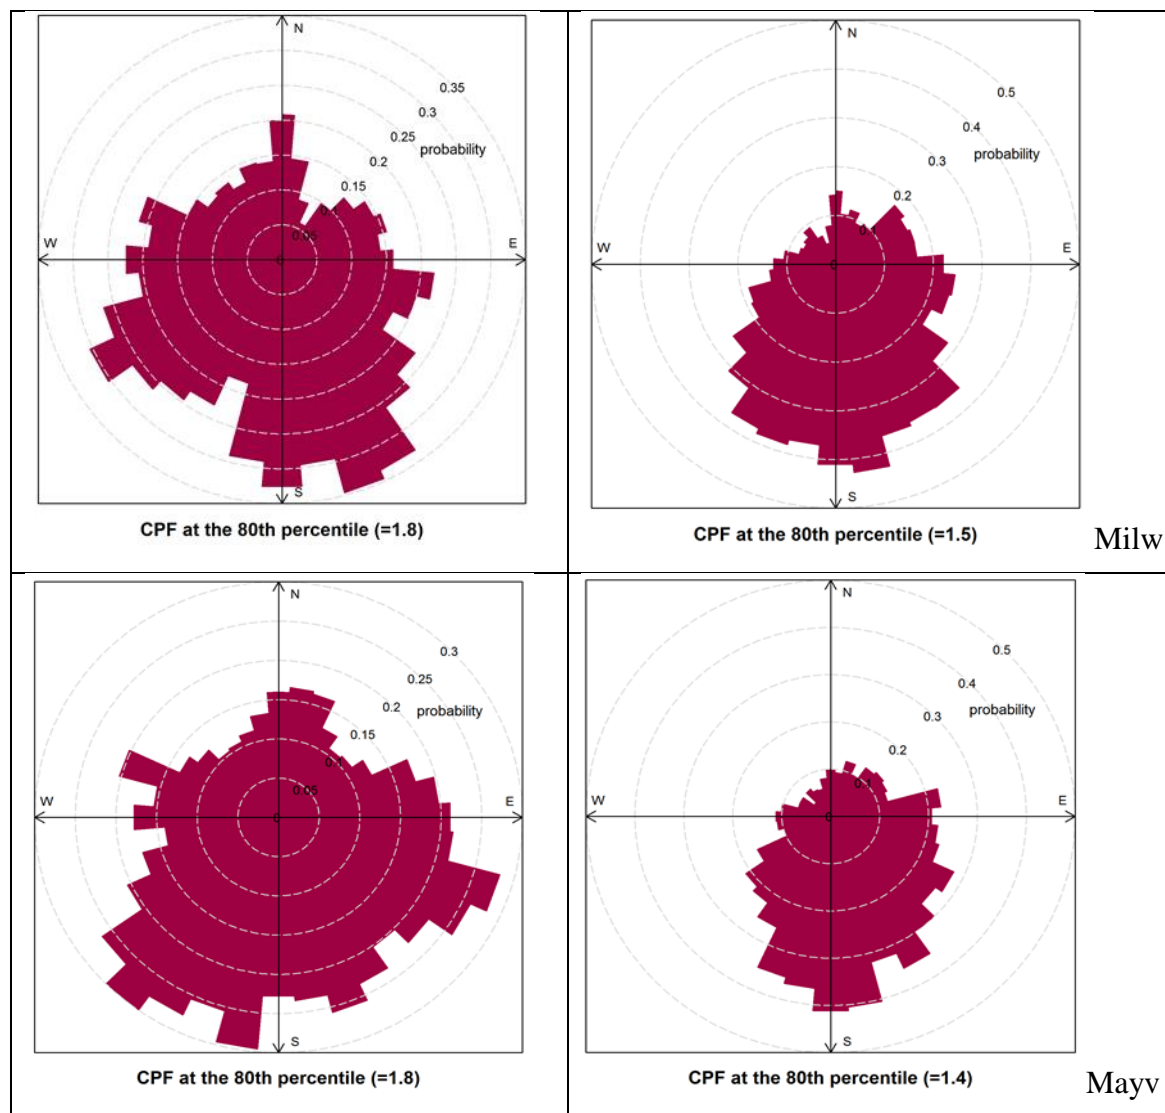 N
0.35
0.3
0.25
probability
0.2
0.15
0.1
0.05
W
E
0
S
CPF at the 80th percentile (=1.8)
N
0.5
0.4
probability
0.3
0.2
0.1
W
E
0
S
CPF at the 80th percentile (=1.5)
Milw
N
0.3
0.25
0.2
probability
0.15
0.1
0.05
W
E
0
S
CPF at the 80th percentile (=1.8)
N
0.5
0.4
probability
0.3
0.2
0.1
W
E
0
S
CPF at the 80th percentile (=1.4)
Mayv